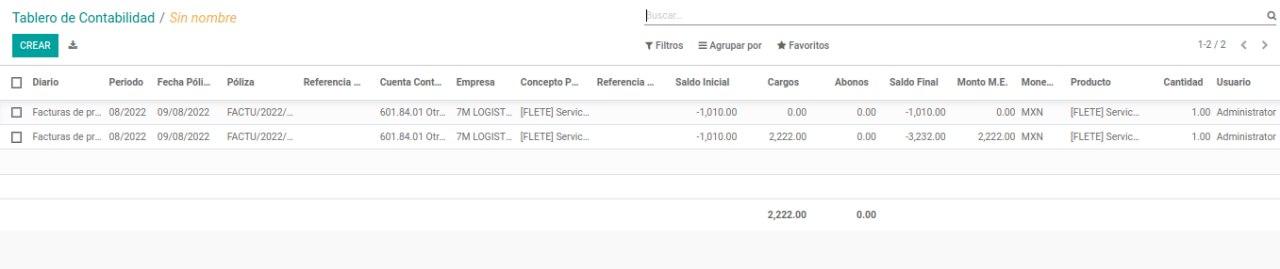 Tablero de Contabilidad / Sin nombre
Buscar...
CREAR
Filtros Agrupar por Favoritos 1-2 / 2
Diario Período Fecha Póli... Póliza Referencia ... Cuenta Cont... Empresa Concepto P... Referencia ... Saldo Inicial Cargos Abonos Saldo Final Monto M.E. Mone... Producto Cantidad Usuario
Facturas de pr... 08/2022 09/08/2022 FACTU/2022/... 601.84.01 Otr... 7M LOGIST... [FLETE] Servic... -1,010.00 0.00 0.00 -1,010.00 0.00 MXN [FLETE] Servic... 1.00 Administrator
Facturas de pr... 08/2022 09/08/2022 FACTU/2022/... 601.84.01 Otr... 7M LOGIST... [FLETE] Servic... -1,010.00 2,222.00 0.00 -3,232.00 2,222.00 MXN [FLETE] Servic... 1.00 Administrator
2,222.00 0.00